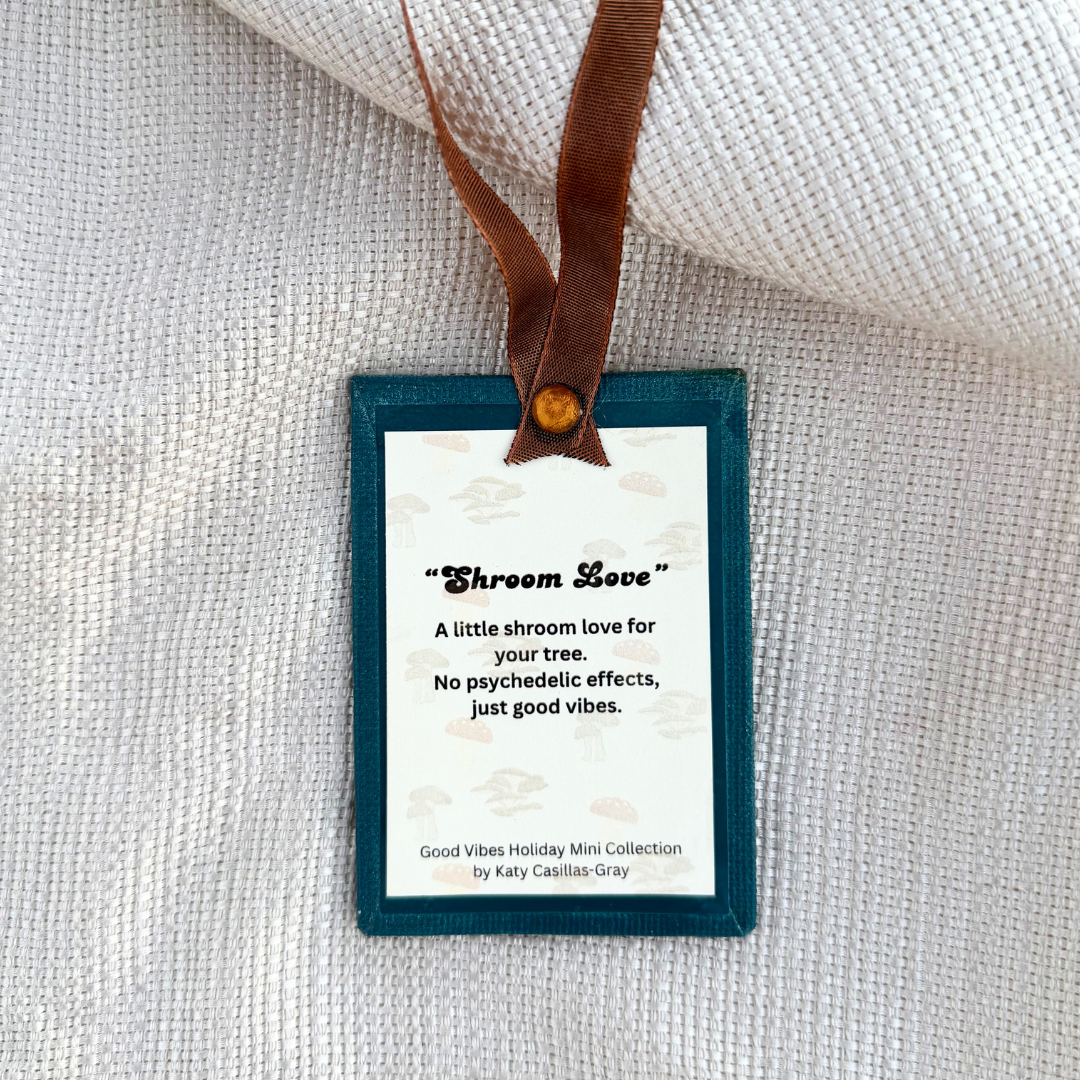 “Shroom Love”
A little shroom love for
your tree.
No psychedelic effects,
just good vibes.
Good Vibes Holiday Mini Collection
by Katy Casillas-Gray